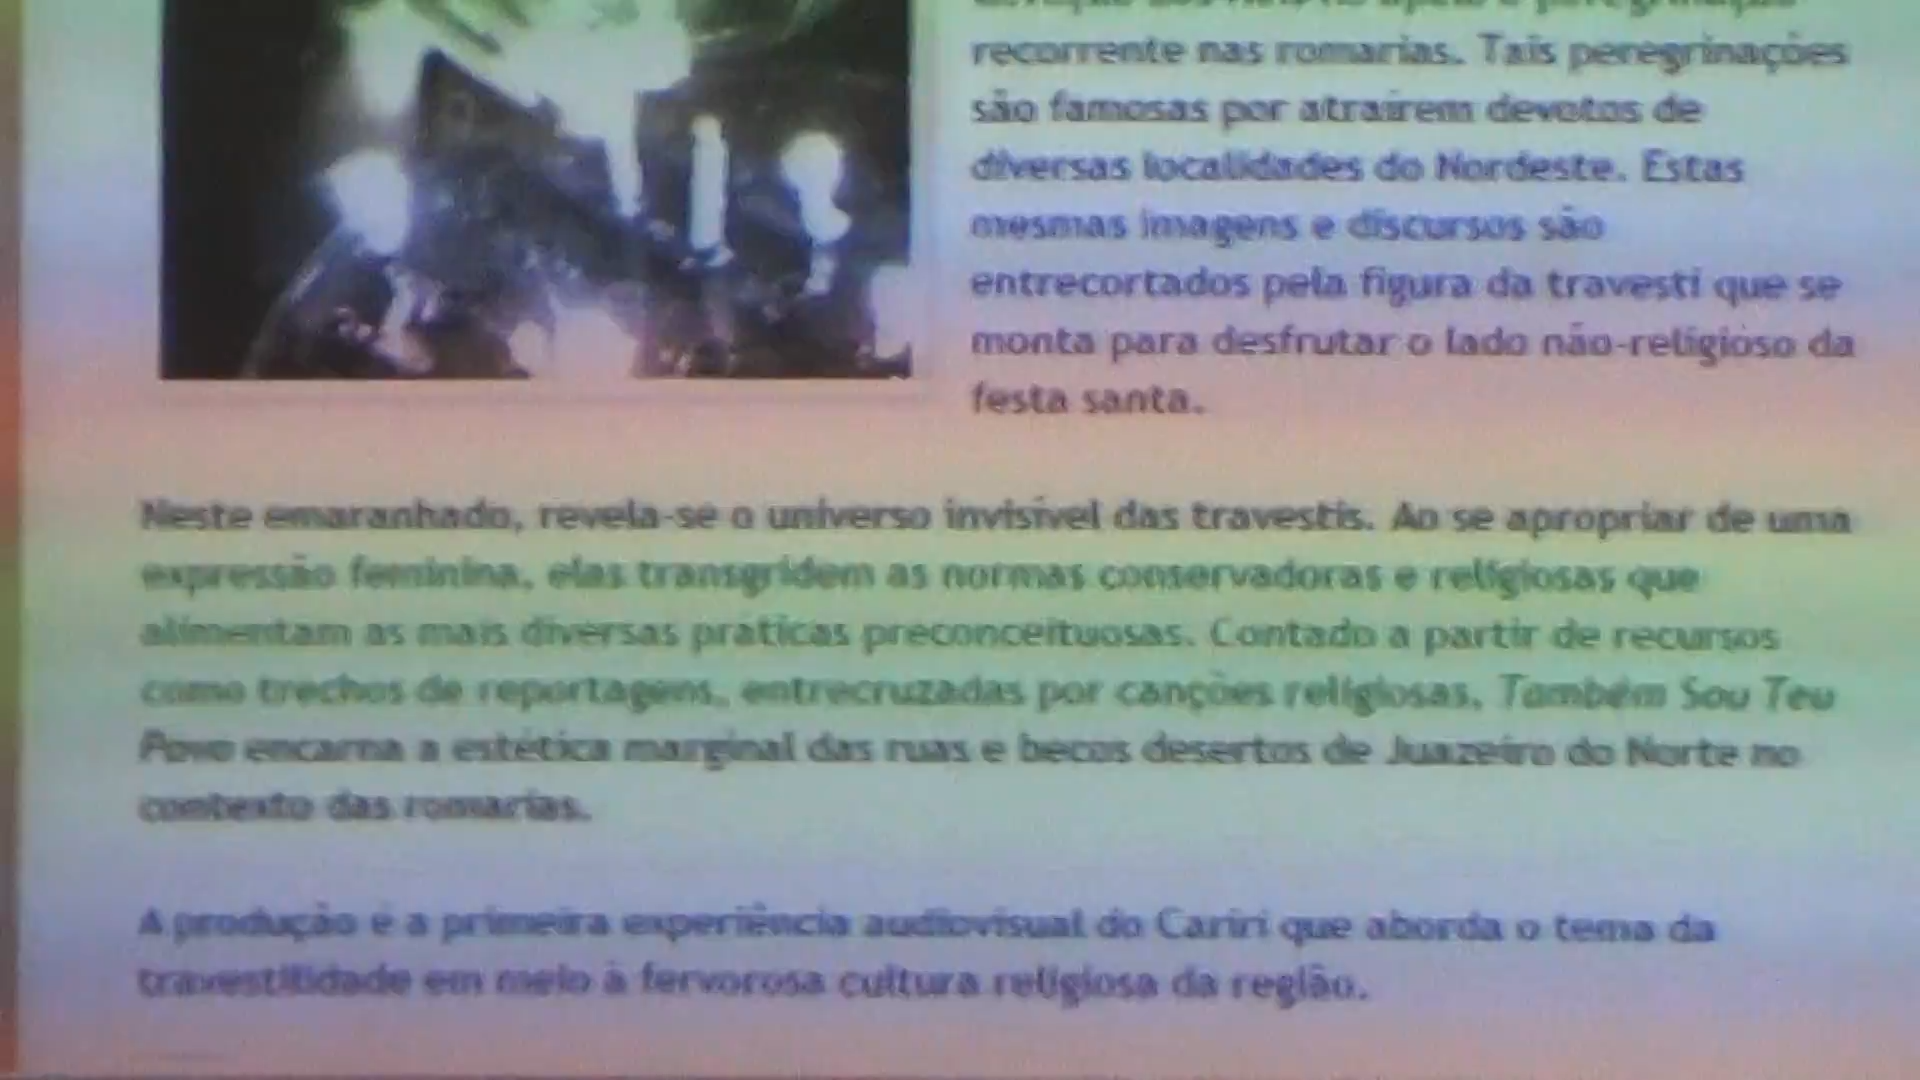 recorrente nas romarias. Tais peregrinações
são famosas por atraírem devotos de
diversas localidades do Nordeste. Estas
mesmas imagens e discursos são
entrecortados pela figura da travesti que se
monta para desfrutar o lado não-religioso da
festa santa.
Neste emaranhado, revela-se o universo invisível das travestis. Ao se apropriar de uma
expressão feminina, elas transgridem as normas conservadoras e religiosas que
alimentam as mais diversas práticas preconceituosas. Contado a partir de recursos
como trechos de reportagens, entrecruzadas por canções religiosas, Também Sou Teu
Povo encarna a estética marginal das ruas e becos desertos de Juazeiro do Norte no
contexto das romarias.
A produção é a primeira experiência audiovisual do Cariri que aborda o tema da
travestilidade em meio à fervorosa cultura religiosa da região.